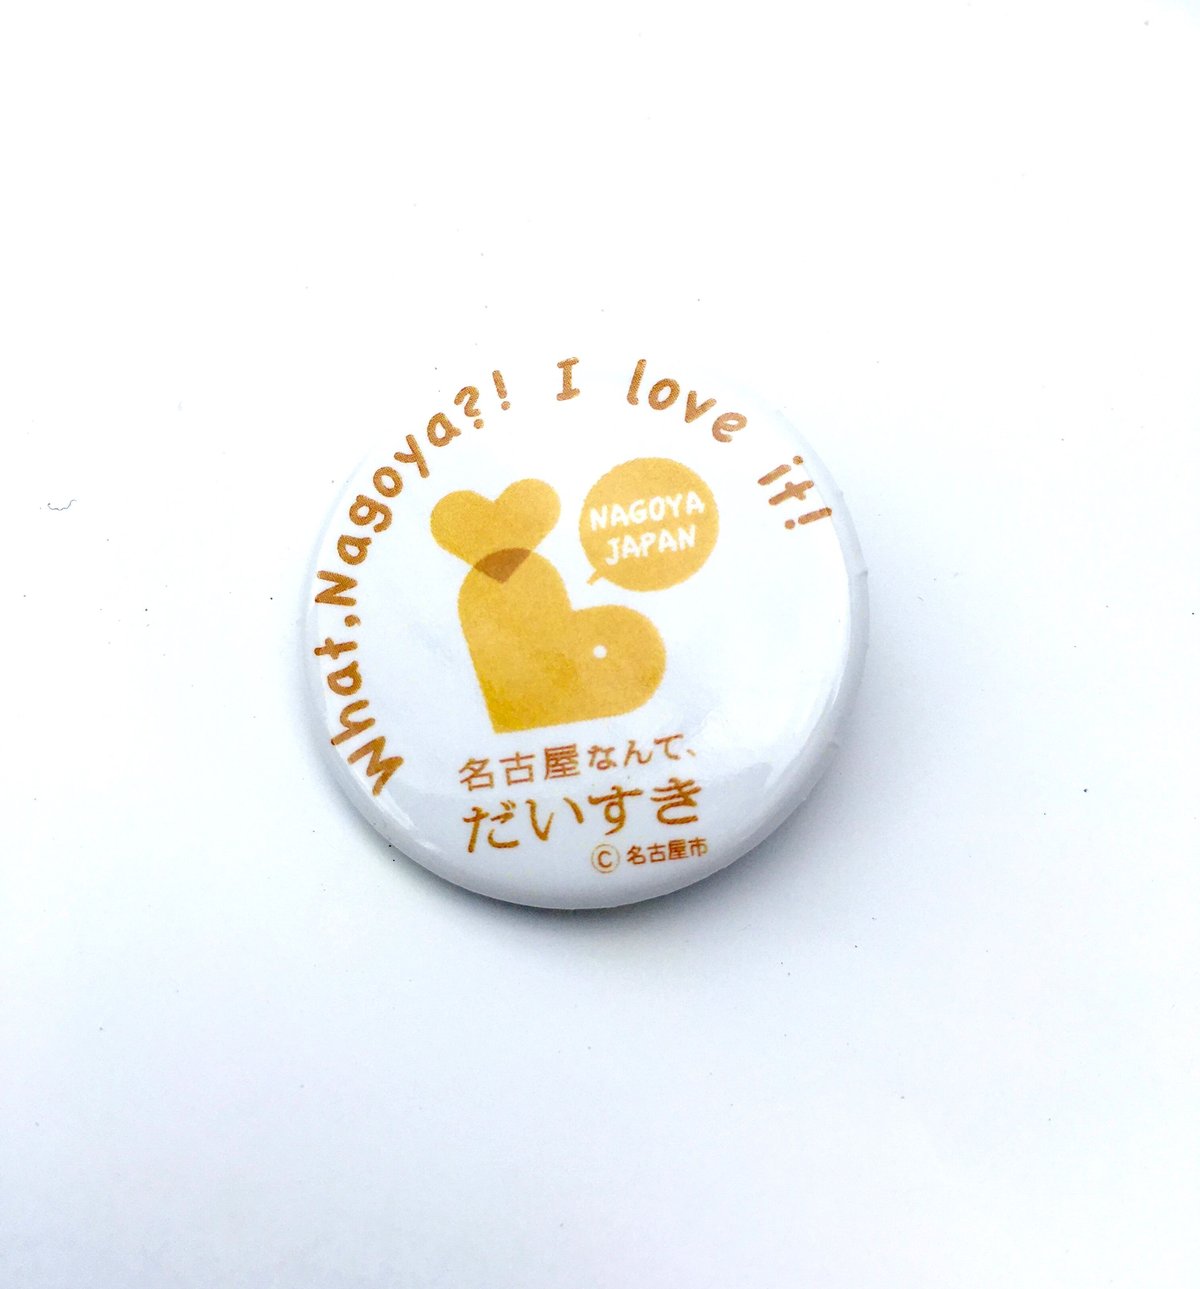 What,Nagoya?! I love it!
NAGOYA
JAPAN
名古屋なんて、
だいすき
Ⓒ 名古屋市